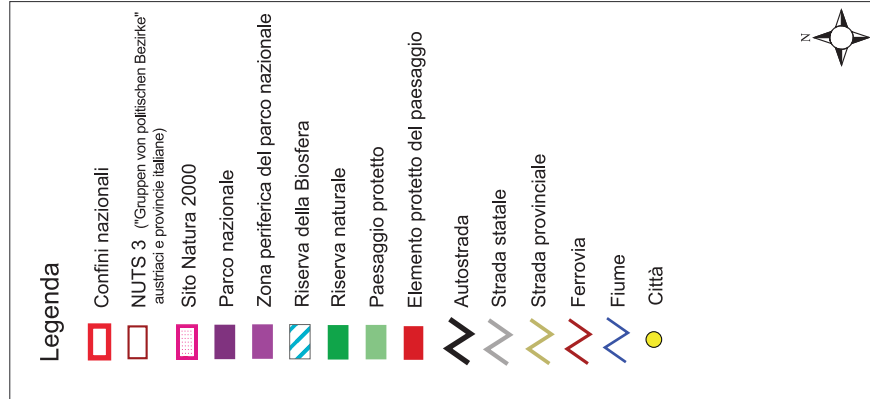 Legenda
Confini nazionali
NUTS 3 ("Gruppen von politischen Bezirke"
austriaci e provincie italiane)
Sito Natura 2000
Parco nazionale
Zona periferica del parco nazionale
Riserva della Biosfera
Riserva naturale
Paesaggio protetto
Elemento protetto del paesaggio
Autostrada
Strada statale
Strada provinciale
Ferrovia
Fiume
Città
N